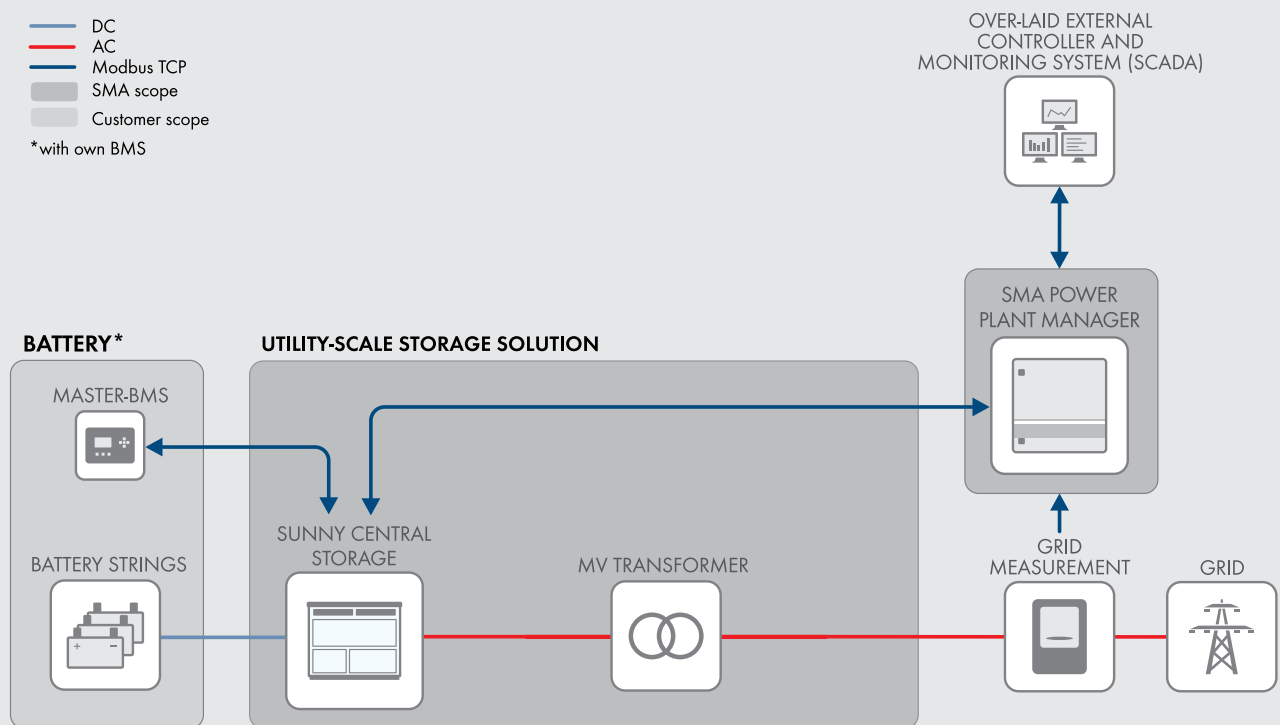 DC
AC
Modbus TCP
SMA scope
Customer scope
*with own BMS
OVER-LAID EXTERNAL
CONTROLLER AND
MONITORING SYSTEM (SCADA)
SMA POWER
PLANT MANAGER
BATTERY*
UTILITY-SCALE STORAGE SOLUTION
MASTER-BMS
SUNNY CENTRAL
STORAGE
BATTERY STRINGS
MV TRANSFORMER
GRID
MEASUREMENT
GRID